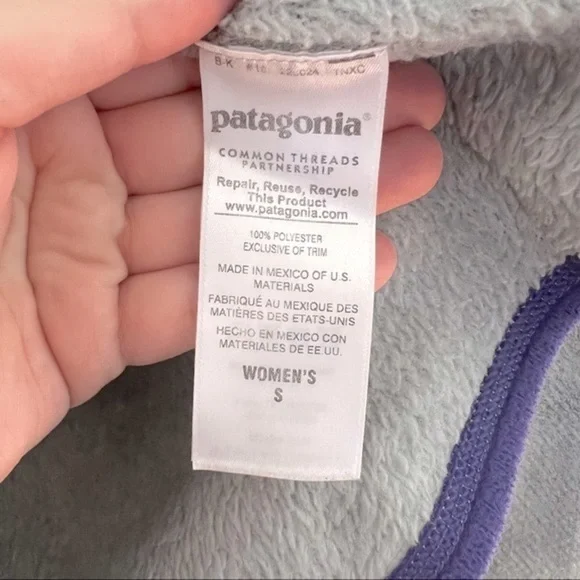 B-K
patagonia®
COMMON THREADS
PARTNERSHIP
Repair, Reuse, Recycle
This Product
www.patagonia.com
100% POLYESTER
EXCLUSIVE OF TRIM
MADE IN MEXICO OF U.S.
MATERIALS
FABRIQUÉ AU MEXIQUE DES
MATIÈRES DES ETATS-UNIS
HECHO EN MEXICO CON
MATERIALES DE EE.UU.
WOMEN'S
S